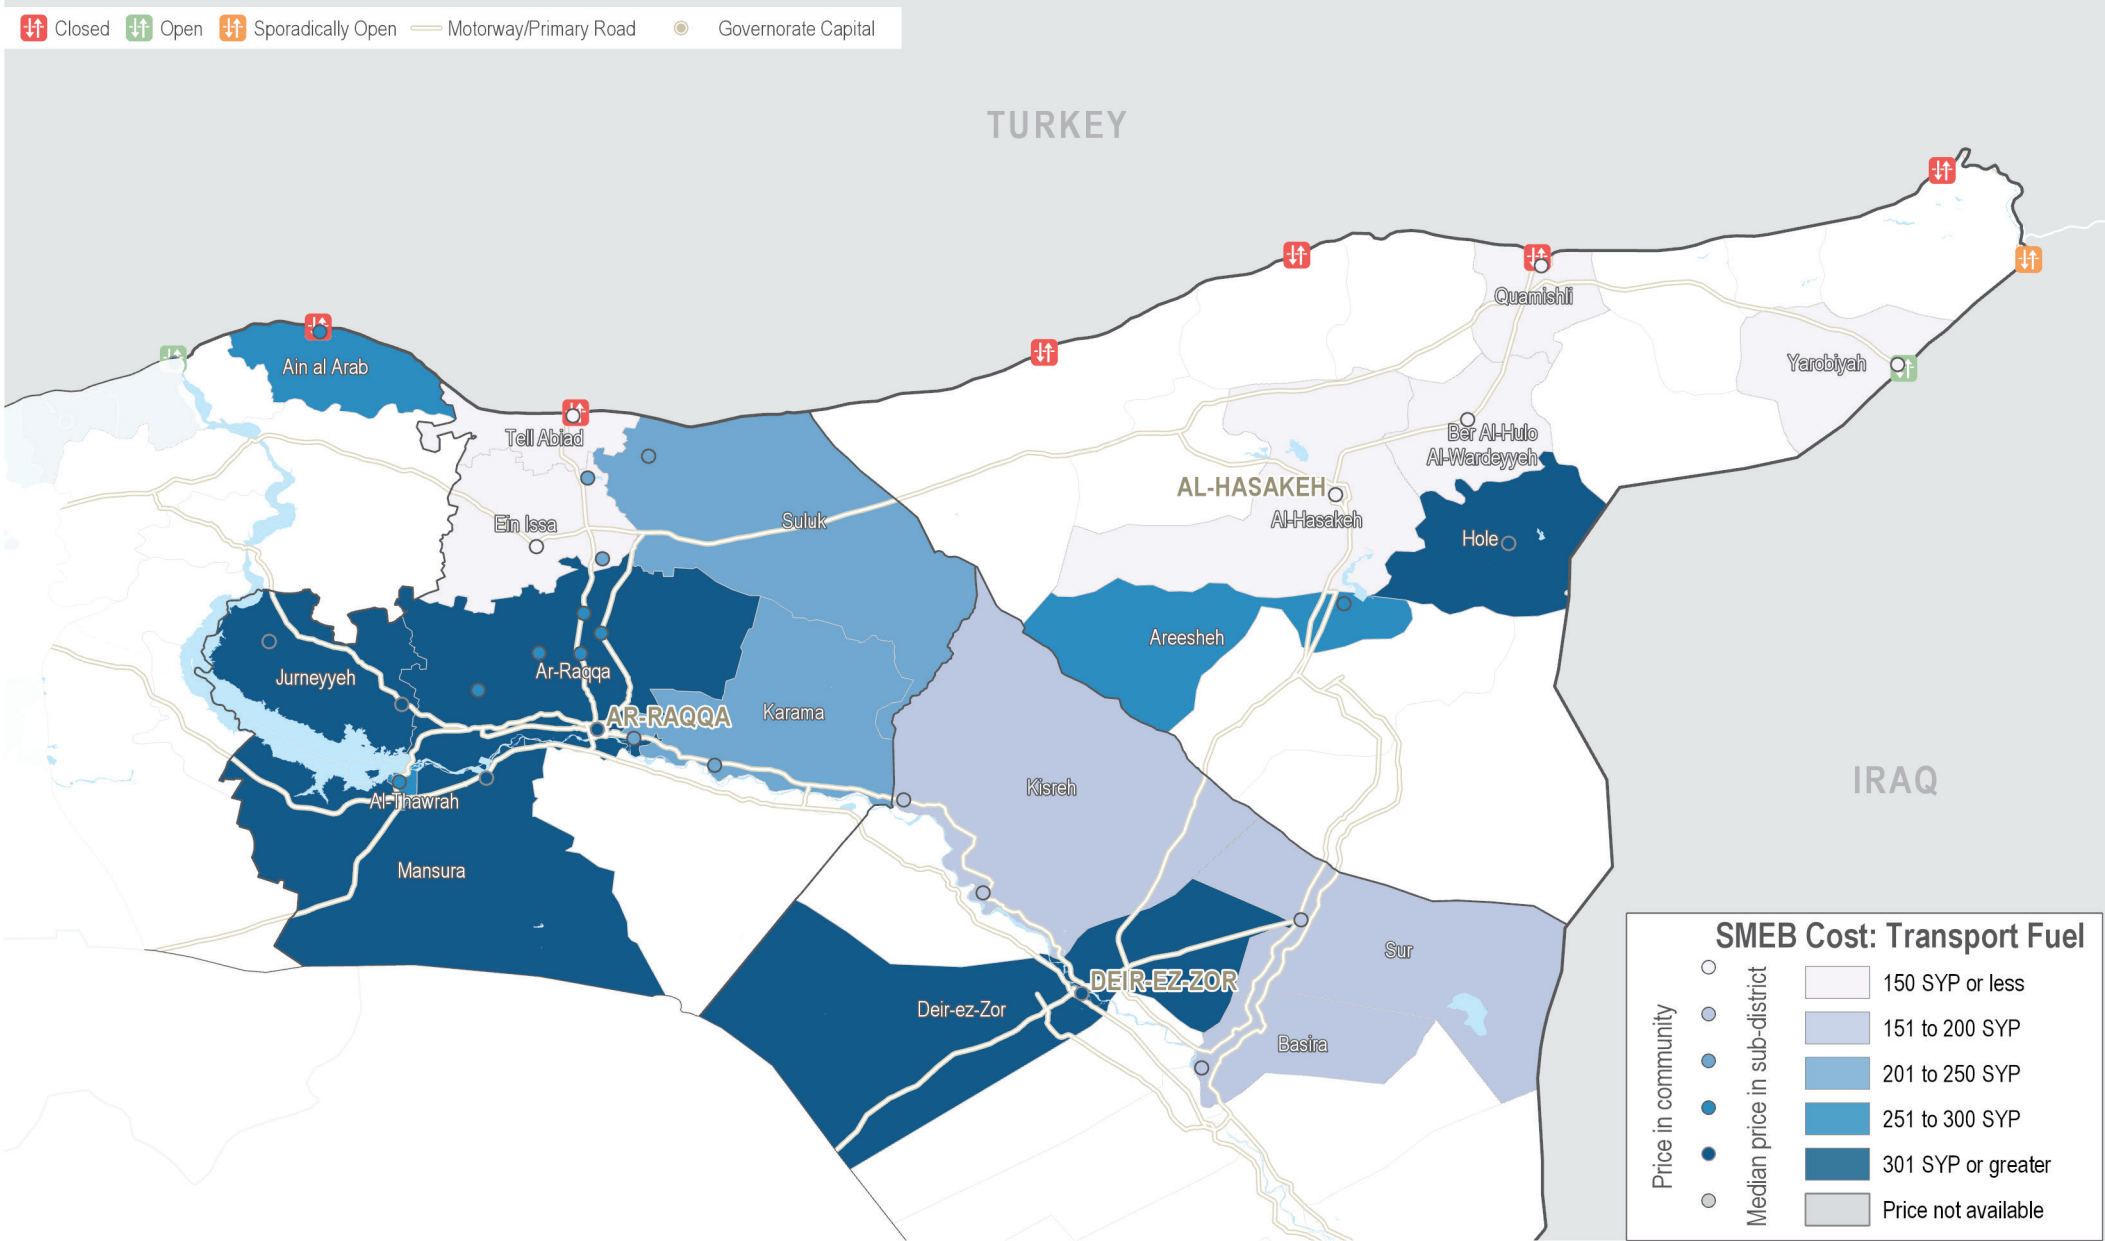 Closed Open Sporadically Open Motorway/Primary Road Governorate Capital
TURKEY
Quamishli
Ain al Arab
Yarobiyah
Tell Abiad
Ber Al-Hulo
Al-Wardeyyeh
AL-HASAKEH
Al-Hasakeh
Suluk
Ein Issa
Hole
Areesheh
Ar-Raqqa
Jurneyyeh
AR-RAQQA
Karama
IRAQ
Kisreh
Al-Thawrah
Mansura
Sur
DEIR-EZ-ZOR
Deir-ez-Zor
Basira
SMEB Cost: Transport Fuel
Price in community
Median price in sub-district
150 SYP or less
151 to 200 SYP
201 to 250 SYP
251 to 300 SYP
301 SYP or greater
Price not available